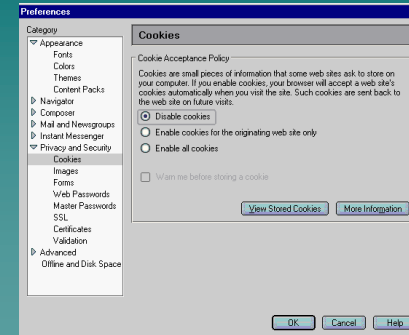 Preferences
Category
Appearance
Fonts
Colors
Themes
Content Packs
Navigator
Composer
Mail and Newsgroups
Instant Messenger
Privacy and Security
Cookies
Images
Forms
Web Passwords
Master Passwords
SSL
Certificates
Validation
Advanced
Offline and Disk Space
Cookies
Cookie Acceptance Policy
Cookies are small pieces of information that some web sites ask to store on
your computer. If you enable cookies, your browser will accept a web site's
cookies automatically when you visit the site. Such cookies are sent back to
the web site on future visits.
Disable cookies
Enable cookies for the originating web site only
Enable all cookies
Warn me before storing a cookie
View Stored Cookies
More Information
OK
Cancel
Help